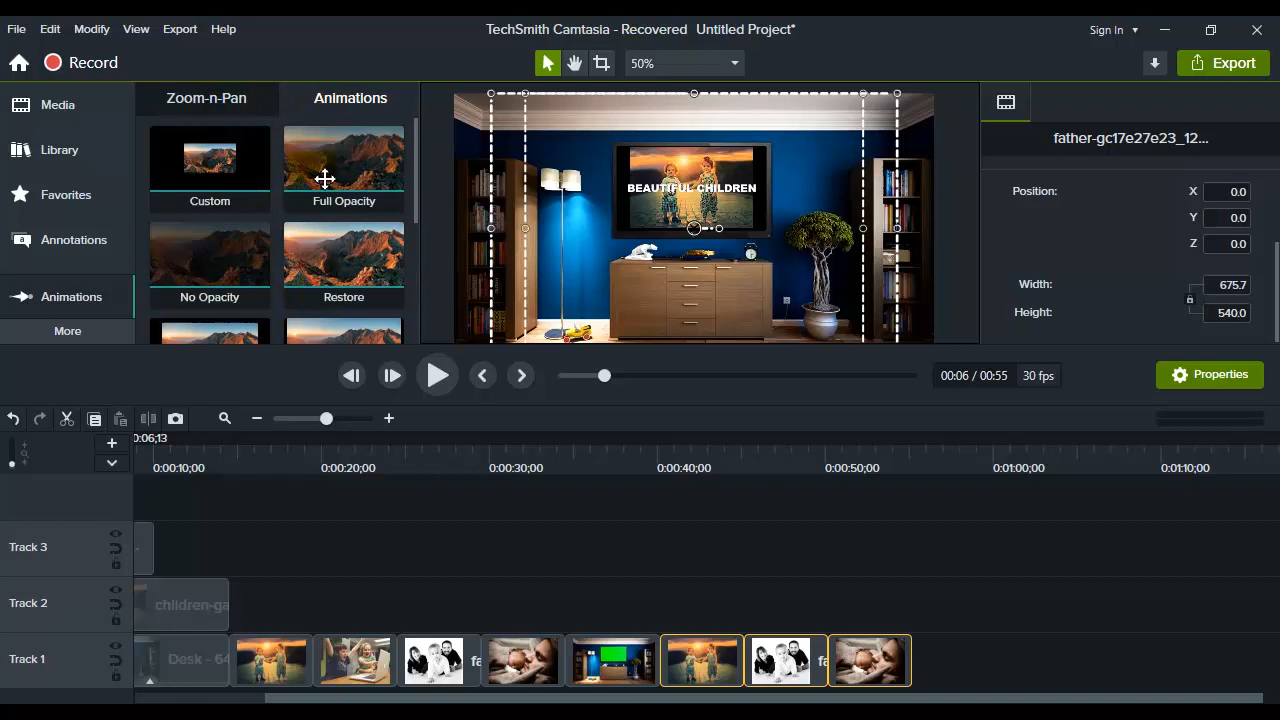 File Edit Modify View Export Help
TechSmith Camtasia - Recovered Untitled Project*
Sign In
Record
50%
Export
Media
Library
Favorites
Annotations
Animations
More
Zoom-n-Pan
Animations
Custom
Full Opacity
No Opacity
Restore
BEAUTIFUL CHILDREN
father-gc17e27e23_12...
Position:
X 0.0
Y 0.0
Z 0.0
Width: 675.7
Height: 540.0
00:06 / 00:55
30 fps
Properties
0:06;13
0:00:10;00 0:00:20;00 0:00:30;00 0:00:40;00 0:00:50;00 0:01:00;00 0:01:10;00
Track 3
Track 2
children-ga
Track 1
Desk - 64
fa
fa